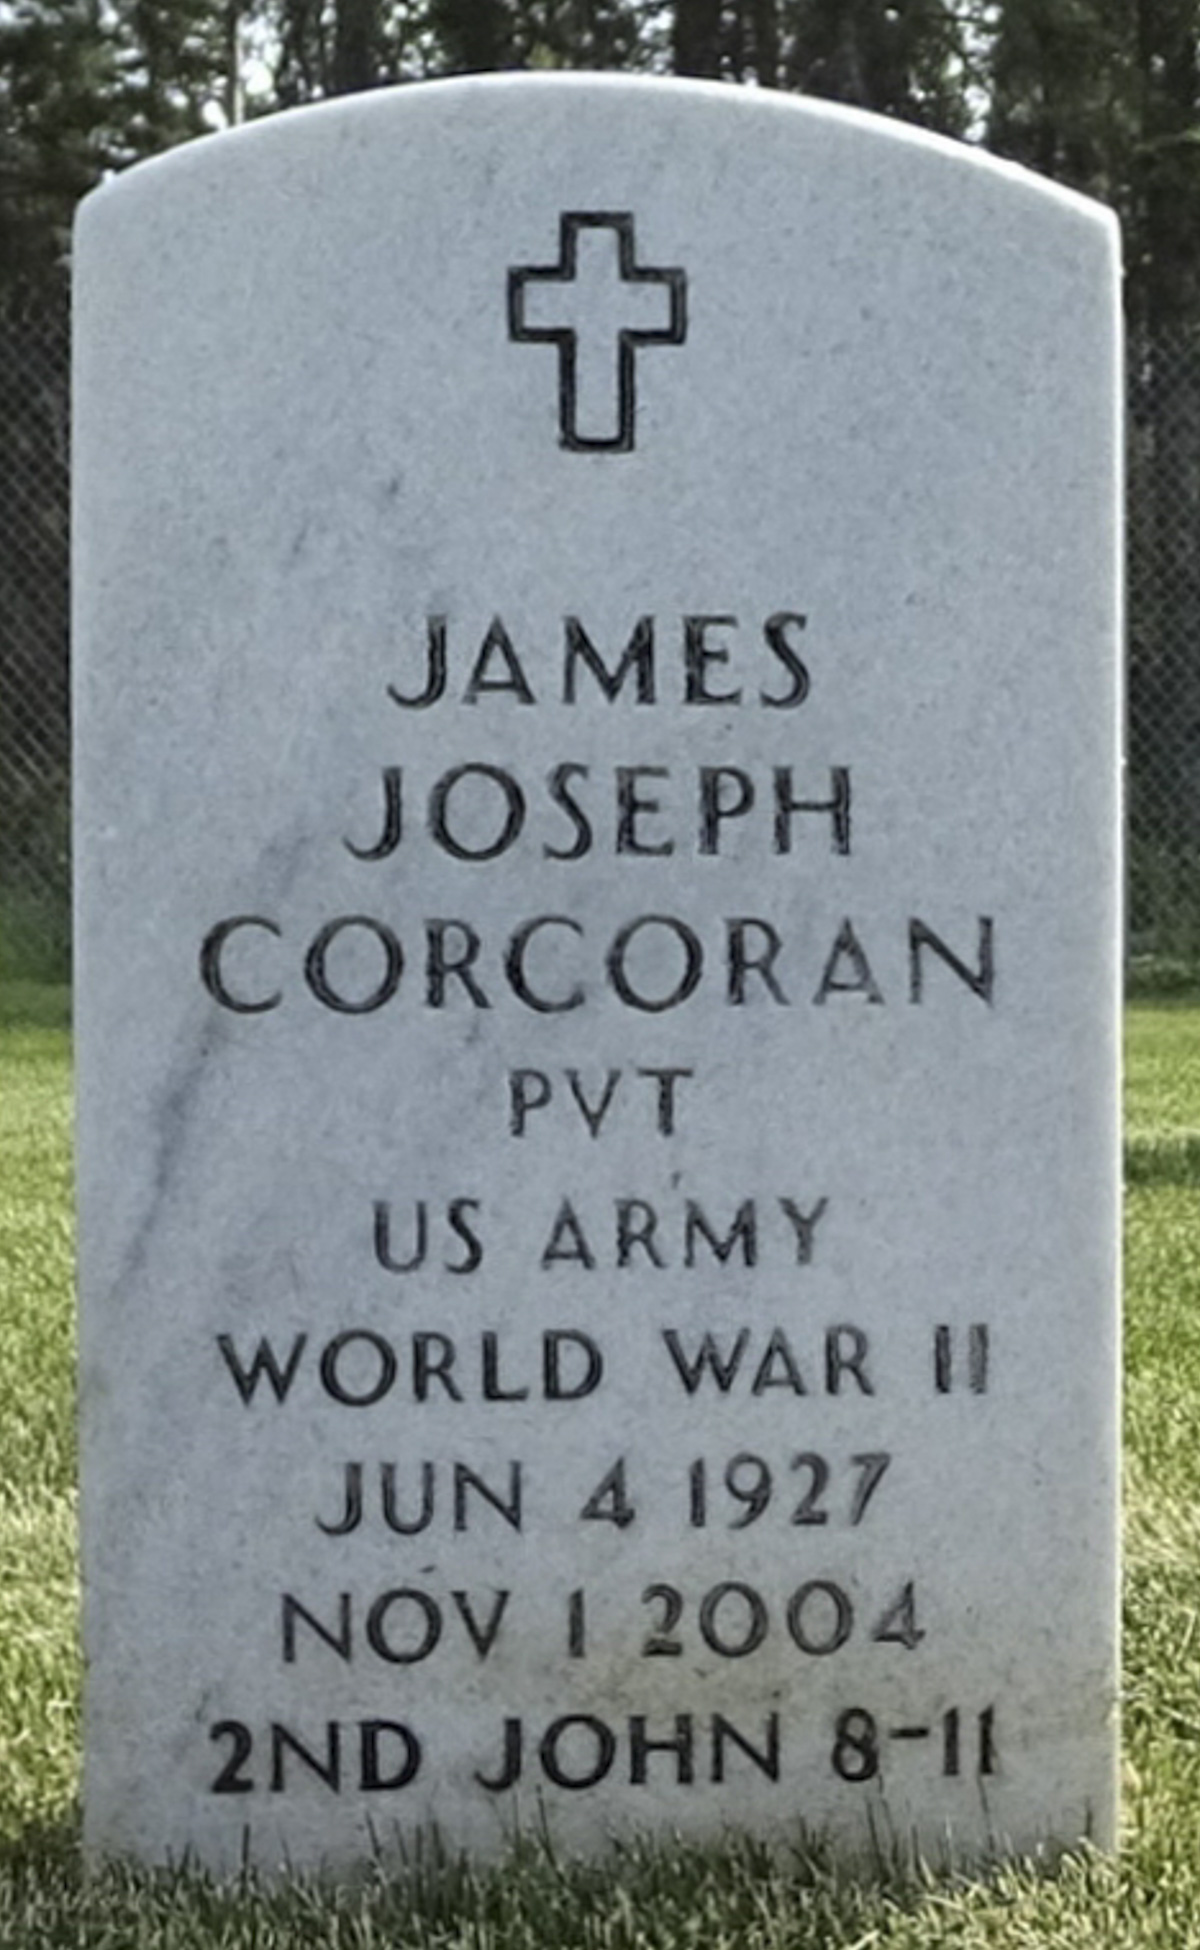 JAMES
JOSEPH
CORCORAN
PVT
US ARMY
WORLD WAR II
JUN 4 1927
NOV 1 2004
2ND JOHN 8-11